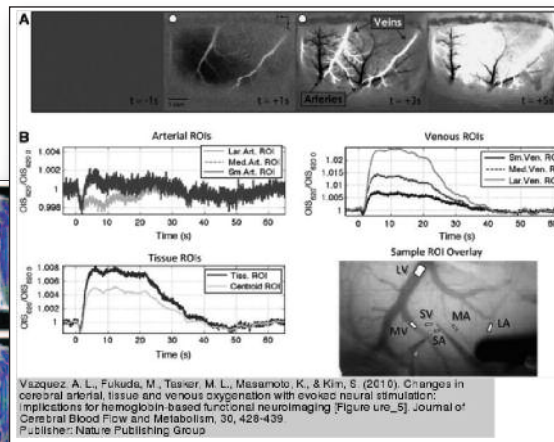 A
Veins
Arteries
t = -1s
t = +1s
t = +3s
t = +5s
B
Arterial ROIs
Lar.Art. ROI
Med.Art. ROI
Sm.Art. ROI
1.004
1.002
1
0.998
0 10 20 30 40 50 60
Time (s)
Venous ROIs
Sm.Ven. RO
Med.Ven. RO
Lar.Ven. RO
1.02
1.015
1.01
1.005
1
0 10 20 30 40 50 60
Time (s)
Tissue ROIs
Tiss. ROI
Centroid ROI
1.008
1.006
1.004
1.002
1
0 10 20 30 40 50 60
Time (s)
Sample ROI Overlay
LV
SV
MA
LA
MV
SA
Vazquez, A. L., Fukuda, M., Tasker, M. L., Masamoto, K., & Kim, S. (2010). Changes in
cerebral arterial, tissue and venous oxygenation with evoked neural stimulation:
implications for hemoglobin-based functional neuroimaging [Figure ure_5]. Journal of
Cerebral Blood Flow and Metabolism, 30, 428-439.
Publisher: Nature Publishing Group